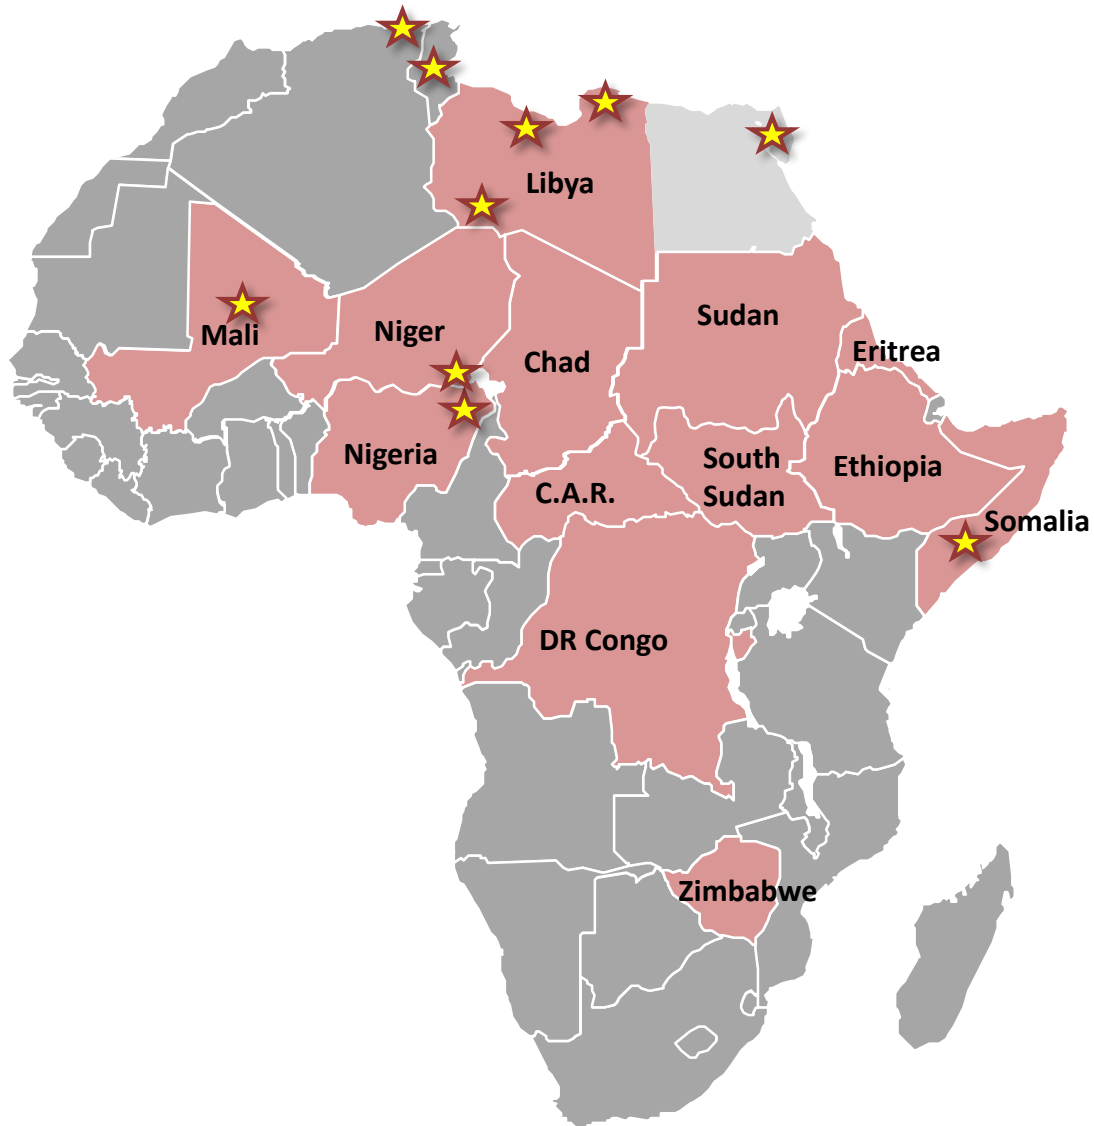 Libya
Sudan
Mali
Niger
Eritrea
Chad
Nigeria
South
Sudan
Ethiopia
C.A.R.
Somalia
DR Congo
Zimbabwe